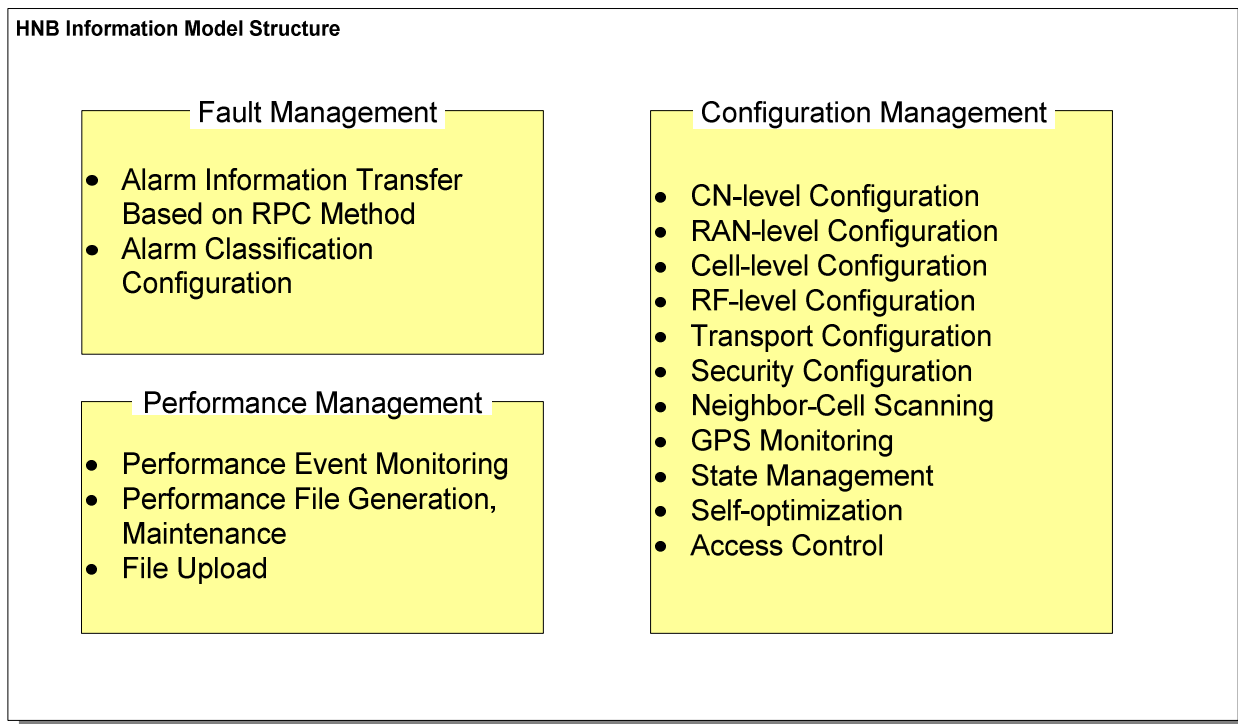 HNB Information Model Structure
Fault Management
• Alarm Information Transfer
Based on RPC Method
• Alarm Classification
Configuration
Performance Management
• Performance Event Monitoring
• Performance File Generation,
Maintenance
• File Upload
Configuration Management
• CN-level Configuration
• RAN-level Configuration
• Cell-level Configuration
• RF-level Configuration
• Transport Configuration
• Security Configuration
• Neighbor-Cell Scanning
• GPS Monitoring
• State Management
• Self-optimization
• Access Control